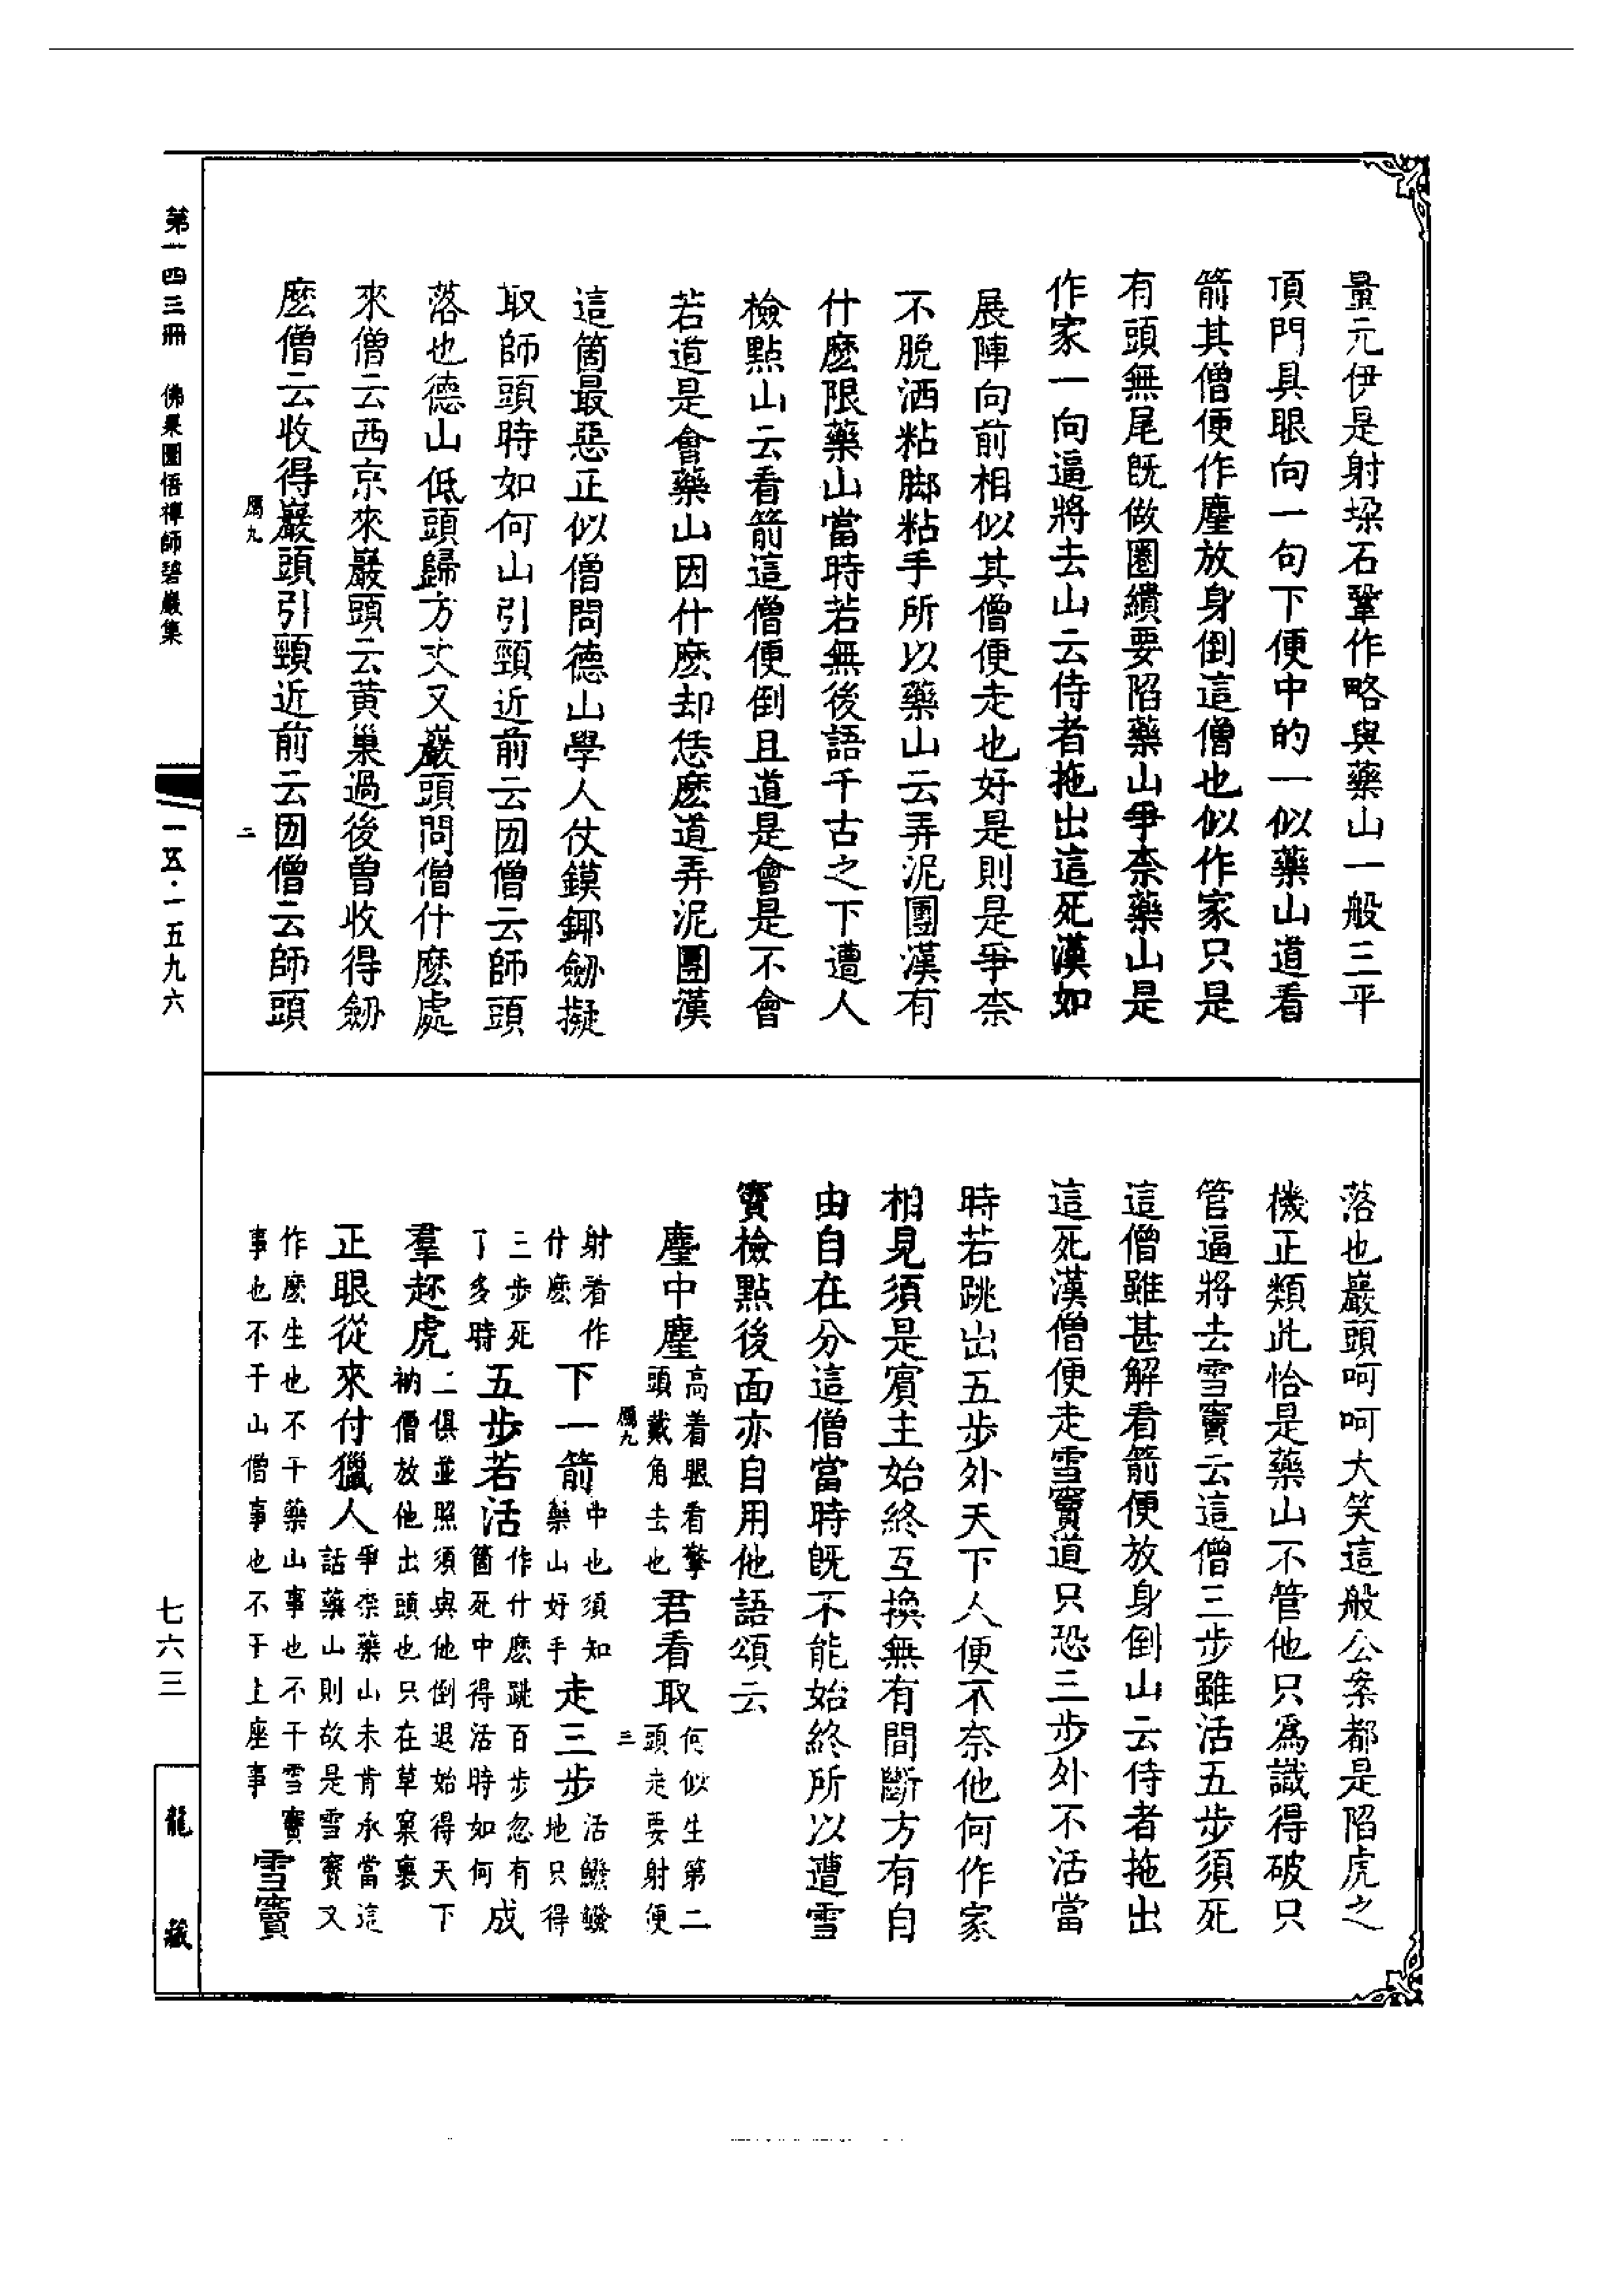 量元伊是射垜石鞏作略與藥山一般三平
頂門具眼向一句下便中的一似藥山道看
箭其僧便作麈放身倒這僧也似作家只是
有頭無尾旣做圏繢要陷藥山爭柰藥山是
作家一向逼將去山云侍者拖出這死漢如
展陣向前相似其僧便走也好是則是爭柰
不脫洒粘脚粘手所以藥山云弄泥團漢有
什麽限藥山當時若無後語千古之下遭人
檢點山云看箭這僧便倒且道是會是不會
若道是會藥山因什麽却恁麽道弄泥團漢
這箇最惡正似僧問德山學人仗鏌鎁劒擬
取師頭時如何山引頸近前云囫僧云師頭
落也德山低頭歸方丈又巖頭問僧什麽處
來僧云西京來巖頭云黃巢過後曾收得劒
麽僧云收得巖頭引頸近前云囫僧云師頭
鴈九
二
落也巖頭呵呵大笑這般公案都是陷虎之
機正類此恰是藥山不管他只爲識得破只
管逼將去雪竇云這僧三步雖活五步須死
這僧雖甚解看箭便放身倒山云侍者拖出
這死漢僧便走雪竇道只恐三步外不活當
時若跳出五步外天下人便不奈他何作家
相見須是賓主始終互換無有間斷方有自
由自在分這僧當時旣不能始終所以遭雪
竇檢點後面亦自用他語頌云
麈中麈高着眼看擎頭戴角去也君看取何似生第二頭走要射便
射看作什麽下一箭中也須知藥山好手走三步活鱍鱍地只得
三步死了多時五步若活作什麽跳百步忽有箇死中得活時如何成
羣趂虎二俱並照須與他倒退始得天下衲僧放他出頭也只在草窠裏
正眼從來付獵人爭柰藥山未肯承當這話藥山則故是雪竇又
作麽生也不干藥山事也不干雪竇事也不干山僧事也不干上座事雪竇
鴈九
三
第一四三冊 佛果圜悟禪師碧巖集
一五·一五九六
七六三
龍藏